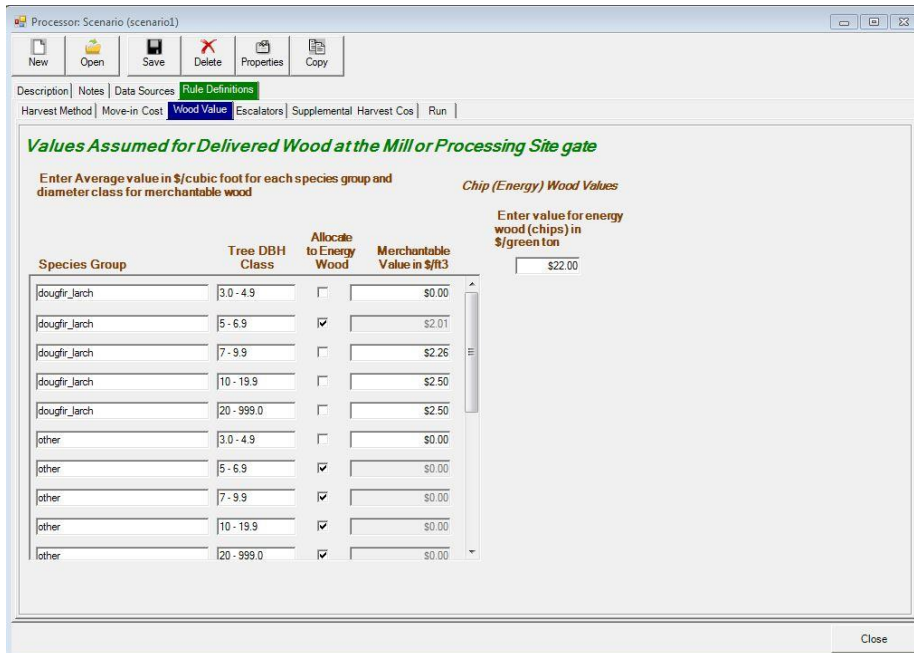 Processor: Scenario (scenario1)
New Open Save Delete Properties Copy
Description Notes Data Sources Rule Definitions
Harvest Method Move-in Cost Wood Value Escalators Supplemental Harvest Cos Run
Values Assumed for Delivered Wood at the Mill or Processing Site gate
Enter Average value in $/cubic foot for each species group and
diameter class for merchantable wood
Chip (Energy) Wood Values
Enter value for energy
wood (chips) in
$/green ton
$22.00
Species Group
Tree DBH
Class
Allocate
to Energy
Wood
Merchantable
Value in $/ft3
dougfir_larch 3.0 - 4.9 $0.00
dougfir_larch 5 - 6.9 $2.01
dougfir_larch 7 - 9.9 $2.26
dougfir_larch 10 - 19.9 $2.50
dougfir_larch 20 - 999.0 $2.50
other 3.0 - 4.9 $0.00
other 5 - 6.9 $0.00
other 7 - 9.9 $0.00
other 10 - 19.9 $0.00
other 20 - 999.0 $0.00
Close